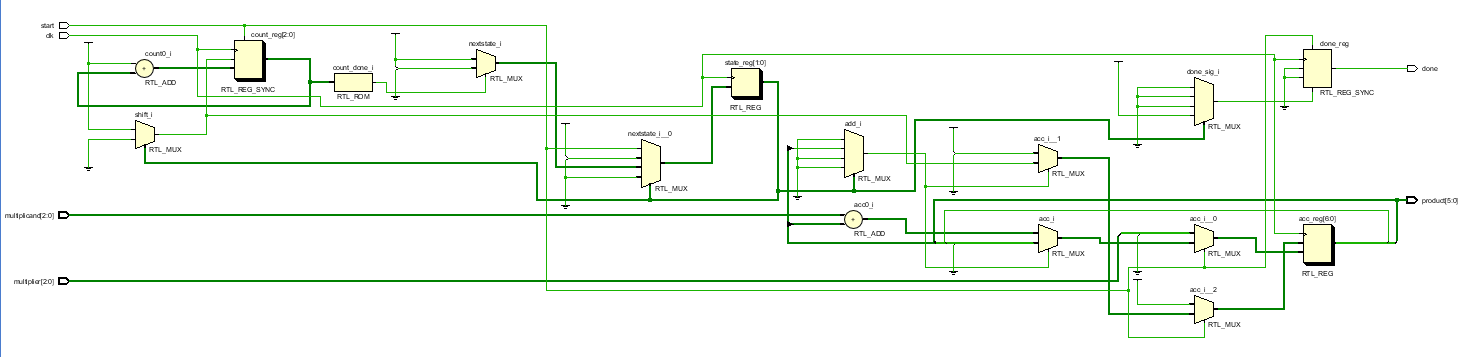 start
clk
count0_i
+
RTL_ADD
count_reg[2:0]
RTL_REG_SYNC
count_done_i
RTL_ROM
nextstate_i
RTL_MUX
shift_i
RTL_MUX
nextstate_i__0
RTL_MUX
state_reg[1:0]
RTL_REG
add_i
RTL_MUX
acc_i__1
RTL_MUX
done_sig_i
RTL_MUX
done_reg
RTL_REG_SYNC
done
multiplicand[2:0]
acc0_i
+
RTL_ADD
acc_i
RTL_MUX
acc_i__0
RTL_MUX
acc_reg[6:0]
RTL_REG
product[5:0]
multiplier[2:0]
acc_i__2
RTL_MUX